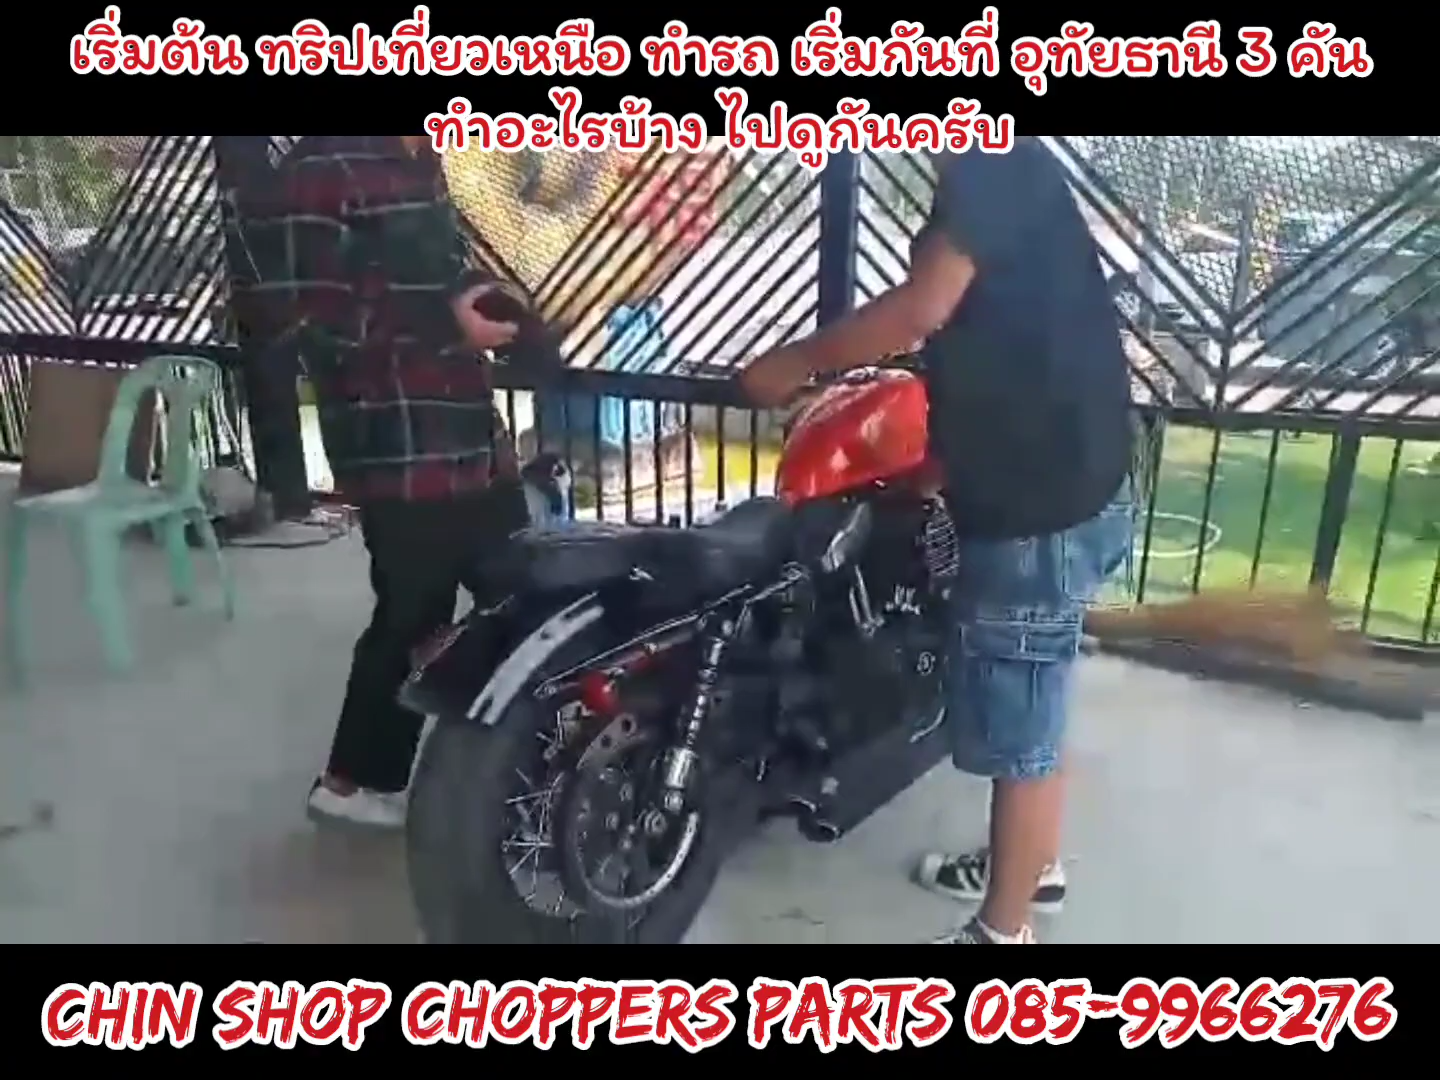 เริ่มต้น ทริปเที่ยวเหนือ ทำรถ เริ่มกันที่ อุทัยธานี 3 คัน
ทำอะไรบ้าง ไปดูกันครับ
CHIN SHOP CHOPPERS PARTS 085-9966276